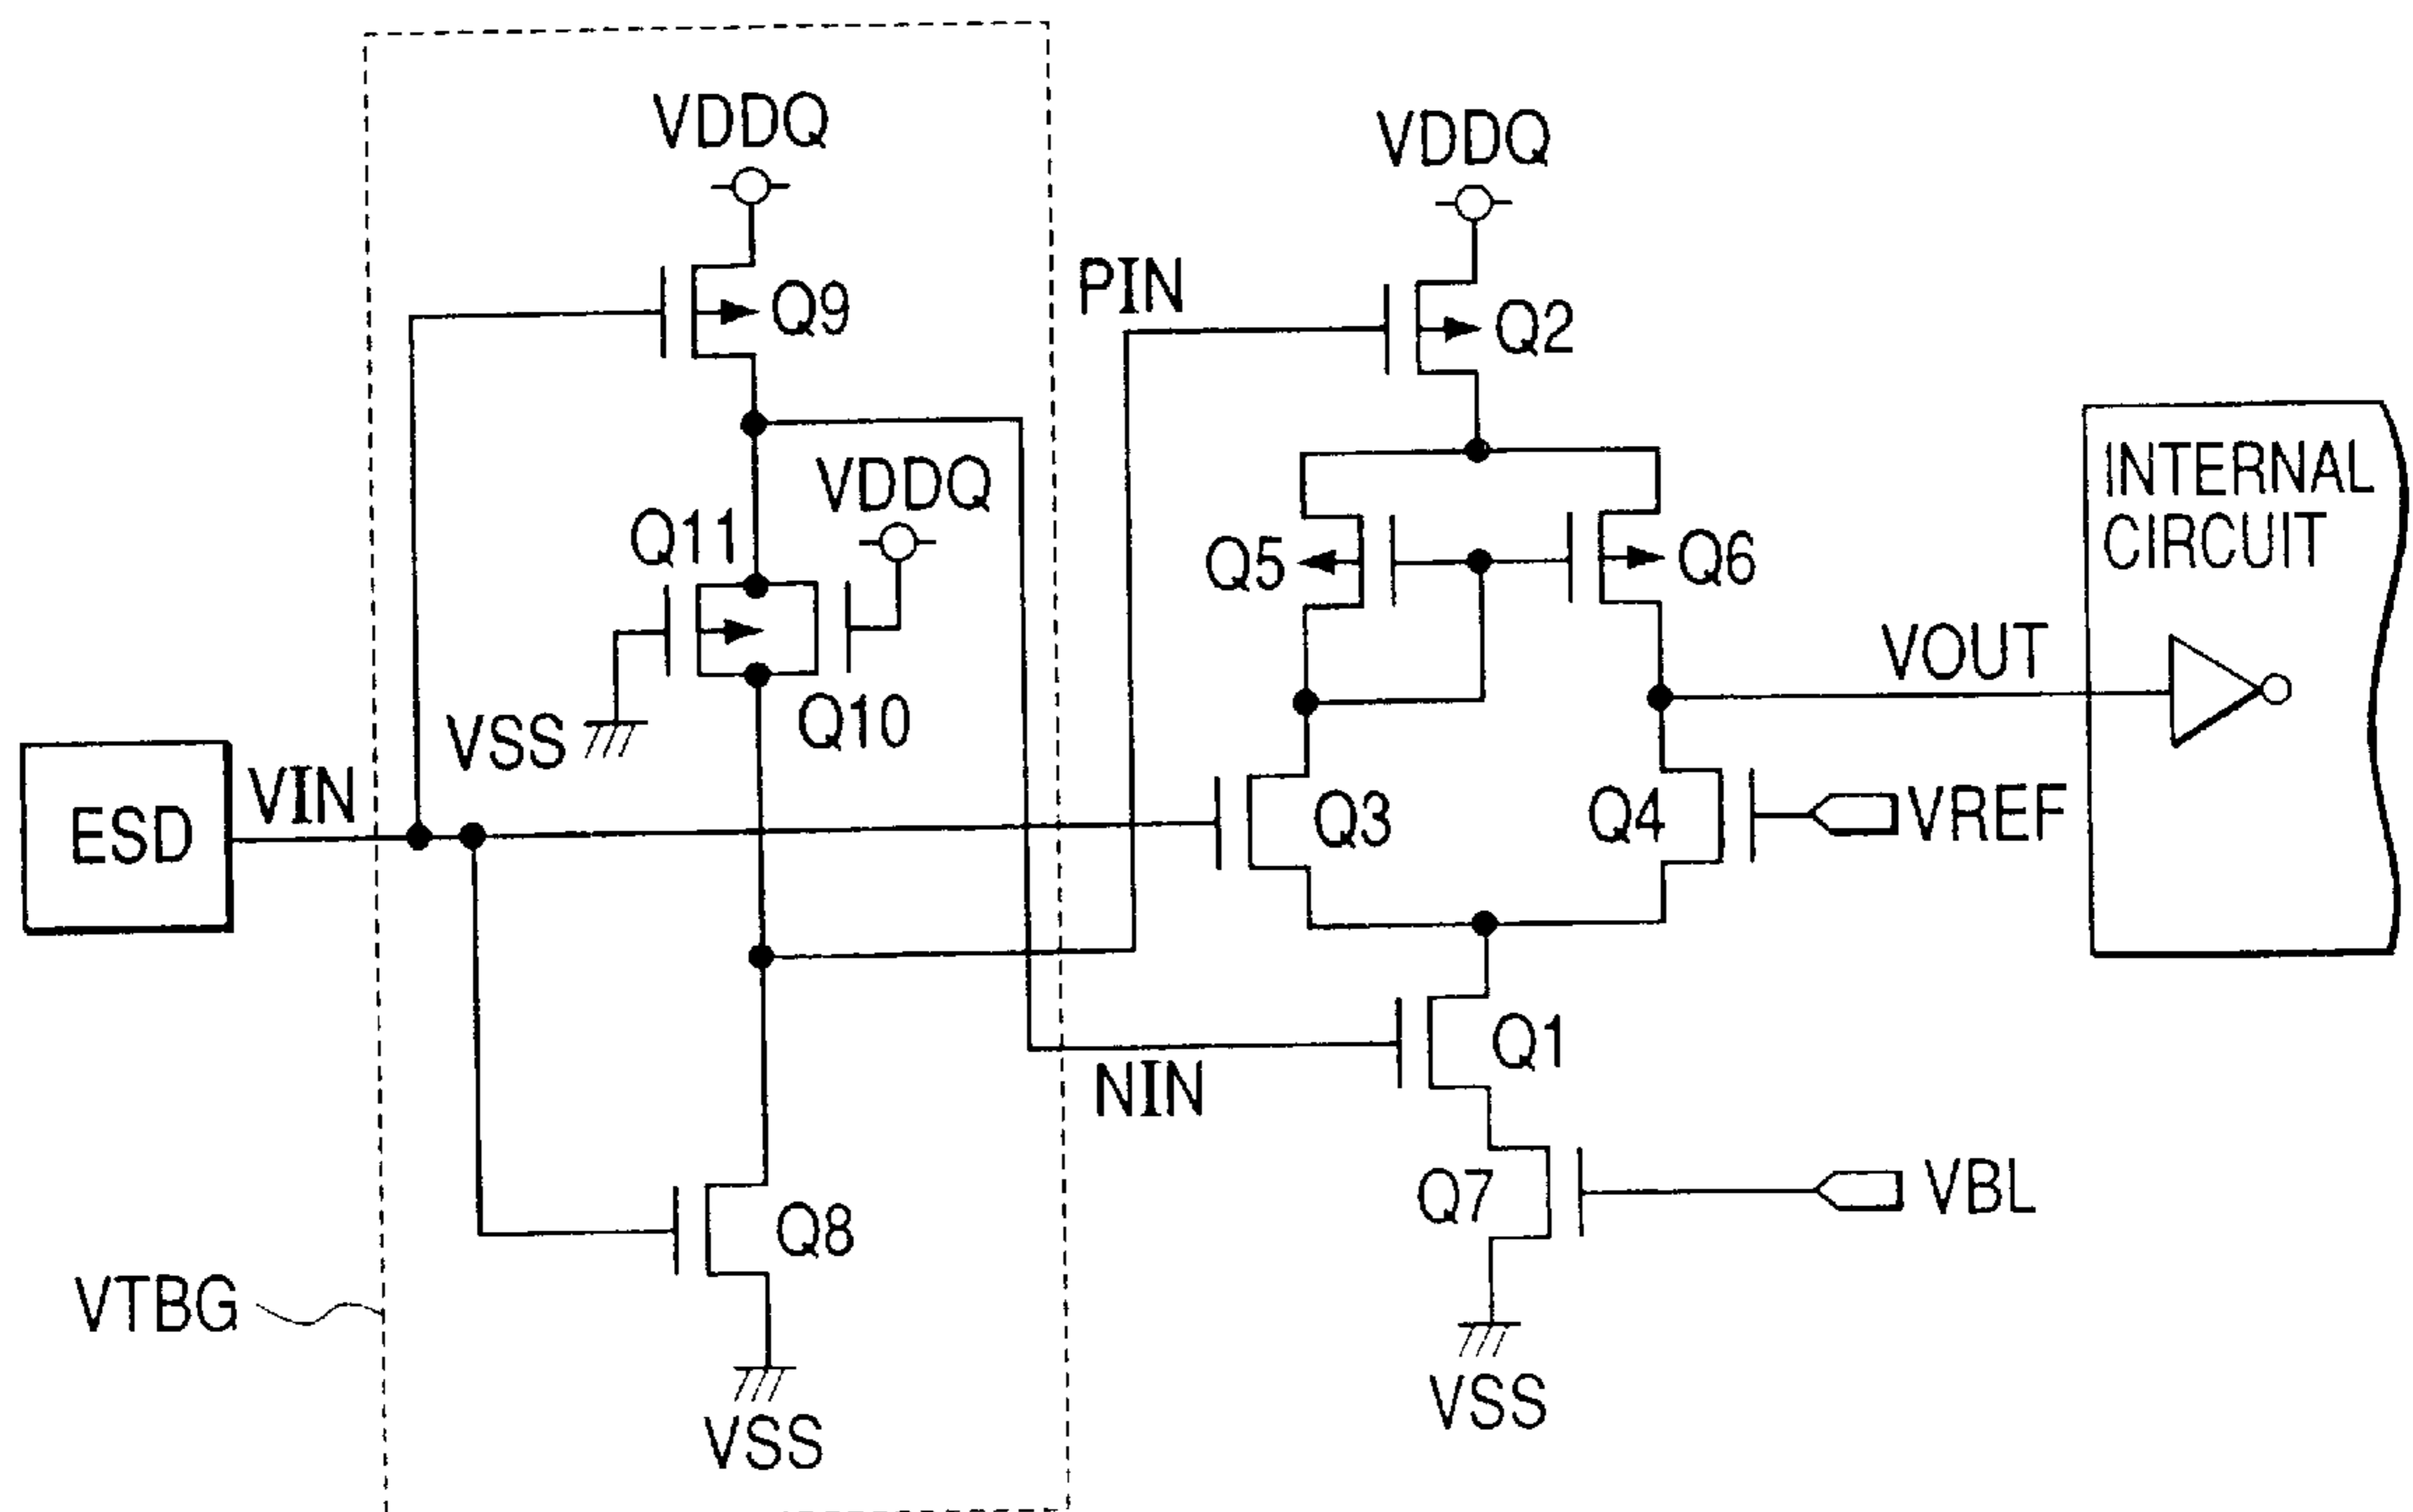 VDDQ
VDDQ
PIN
Q9
Q2
VDDQ
Q11
Q5
Q6
INTERNAL
CIRCUIT
VOUT
Q10
VSS
ESD
VIN
Q3
Q4
VREF
Q1
NIN
Q7
VBL
Q8
VTBG
VSS
VSS